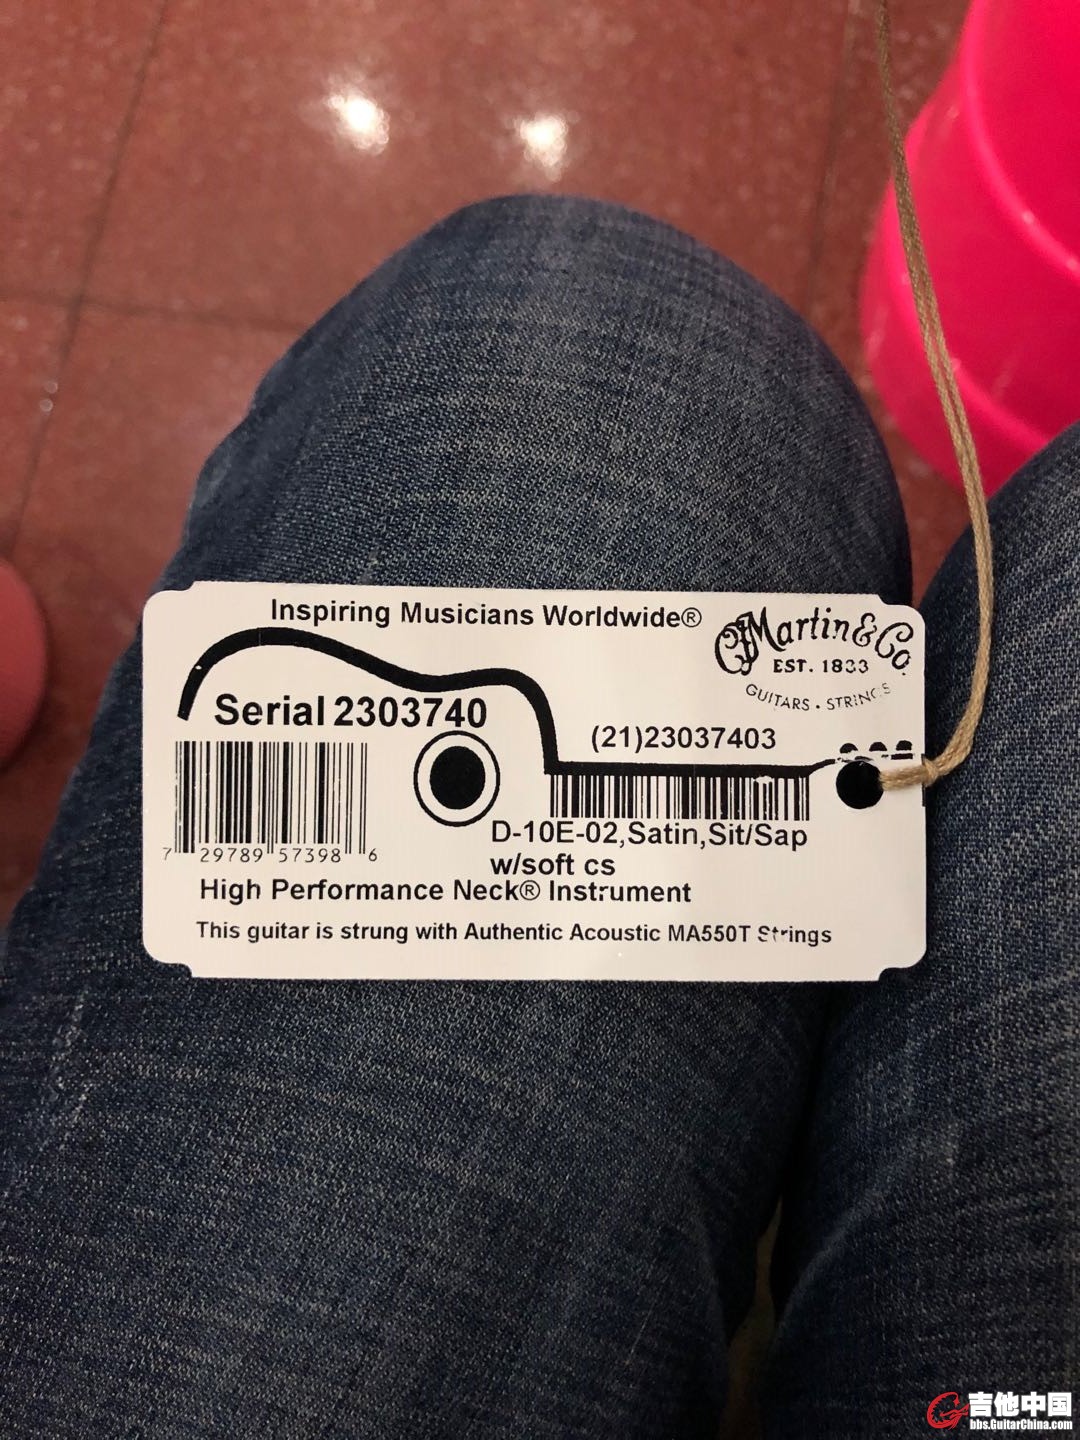 Inspiring Musicians Worldwide®
CFMartin&Co.
EST. 1833
GUITARS • STRINGS
Serial 2303740
(21)23037403
7 29789 57398 6
D-10E-02,Satin,Sit/Sap
w/soft cs
High Performance Neck® Instrument
This guitar is strung with Authentic Acoustic MA550T Strings
吉他中国
bbs.GuitarChina.com